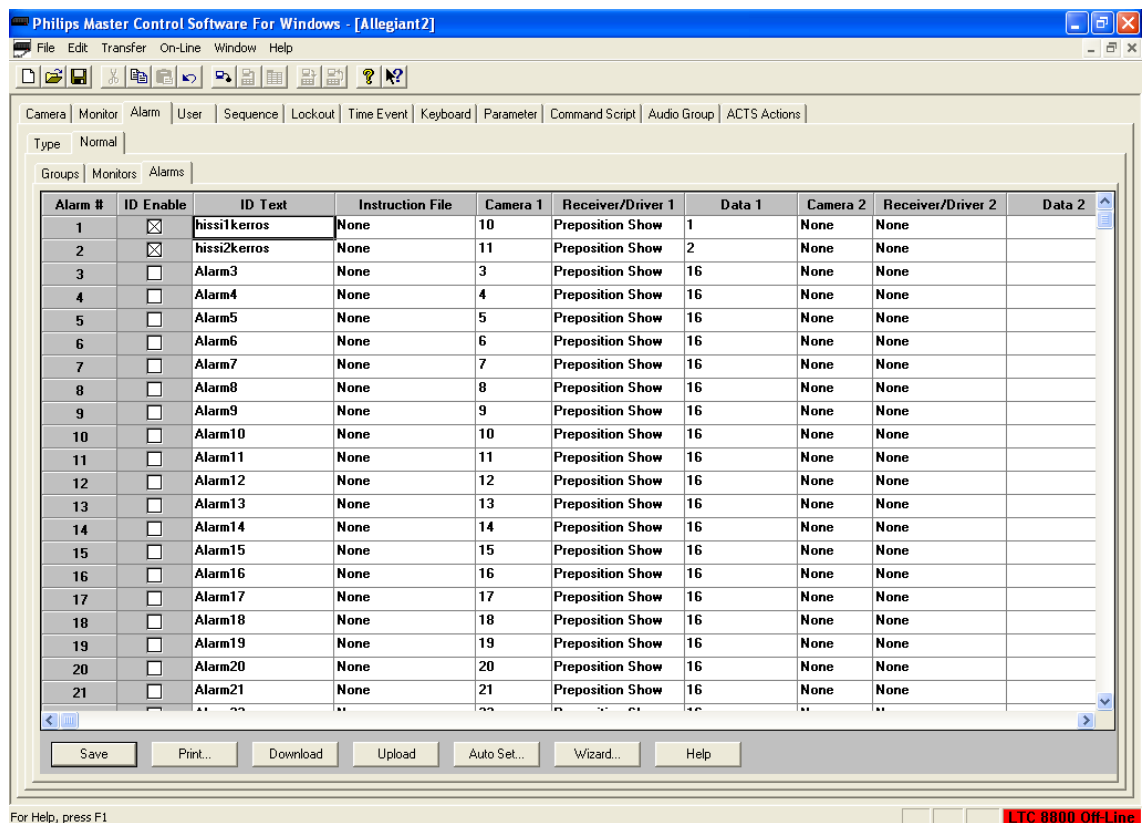 Philips Master Control Software For Windows - [Allegiant2]
File Edit Transfer On-Line Window Help
Camera Monitor Alarm User Sequence Lockout Time Event Keyboard Parameter Command Script Audio Group ACTS Actions
Type Normal
Groups Monitors Alarms
Alarm # ID Enable ID Text Instruction File Camera 1 Receiver/Driver 1 Data 1 Camera 2 Receiver/Driver 2 Data 2
1 hissi1kerros None 10 Preposition Show 1 None None
2 hissi2kerros None 11 Preposition Show 2 None None
3 Alarm3 None 3 Preposition Show 16 None None
4 Alarm4 None 4 Preposition Show 16 None None
5 Alarm5 None 5 Preposition Show 16 None None
6 Alarm6 None 6 Preposition Show 16 None None
7 Alarm7 None 7 Preposition Show 16 None None
8 Alarm8 None 8 Preposition Show 16 None None
9 Alarm9 None 9 Preposition Show 16 None None
10 Alarm10 None 10 Preposition Show 16 None None
11 Alarm11 None 11 Preposition Show 16 None None
12 Alarm12 None 12 Preposition Show 16 None None
13 Alarm13 None 13 Preposition Show 16 None None
14 Alarm14 None 14 Preposition Show 16 None None
15 Alarm15 None 15 Preposition Show 16 None None
16 Alarm16 None 16 Preposition Show 16 None None
17 Alarm17 None 17 Preposition Show 16 None None
18 Alarm18 None 18 Preposition Show 16 None None
19 Alarm19 None 19 Preposition Show 16 None None
20 Alarm20 None 20 Preposition Show 16 None None
21 Alarm21 None 21 Preposition Show 16 None None
Save Print... Download Upload Auto Set... Wizard... Help
For Help, press F1 LTC 8800 Off-Line